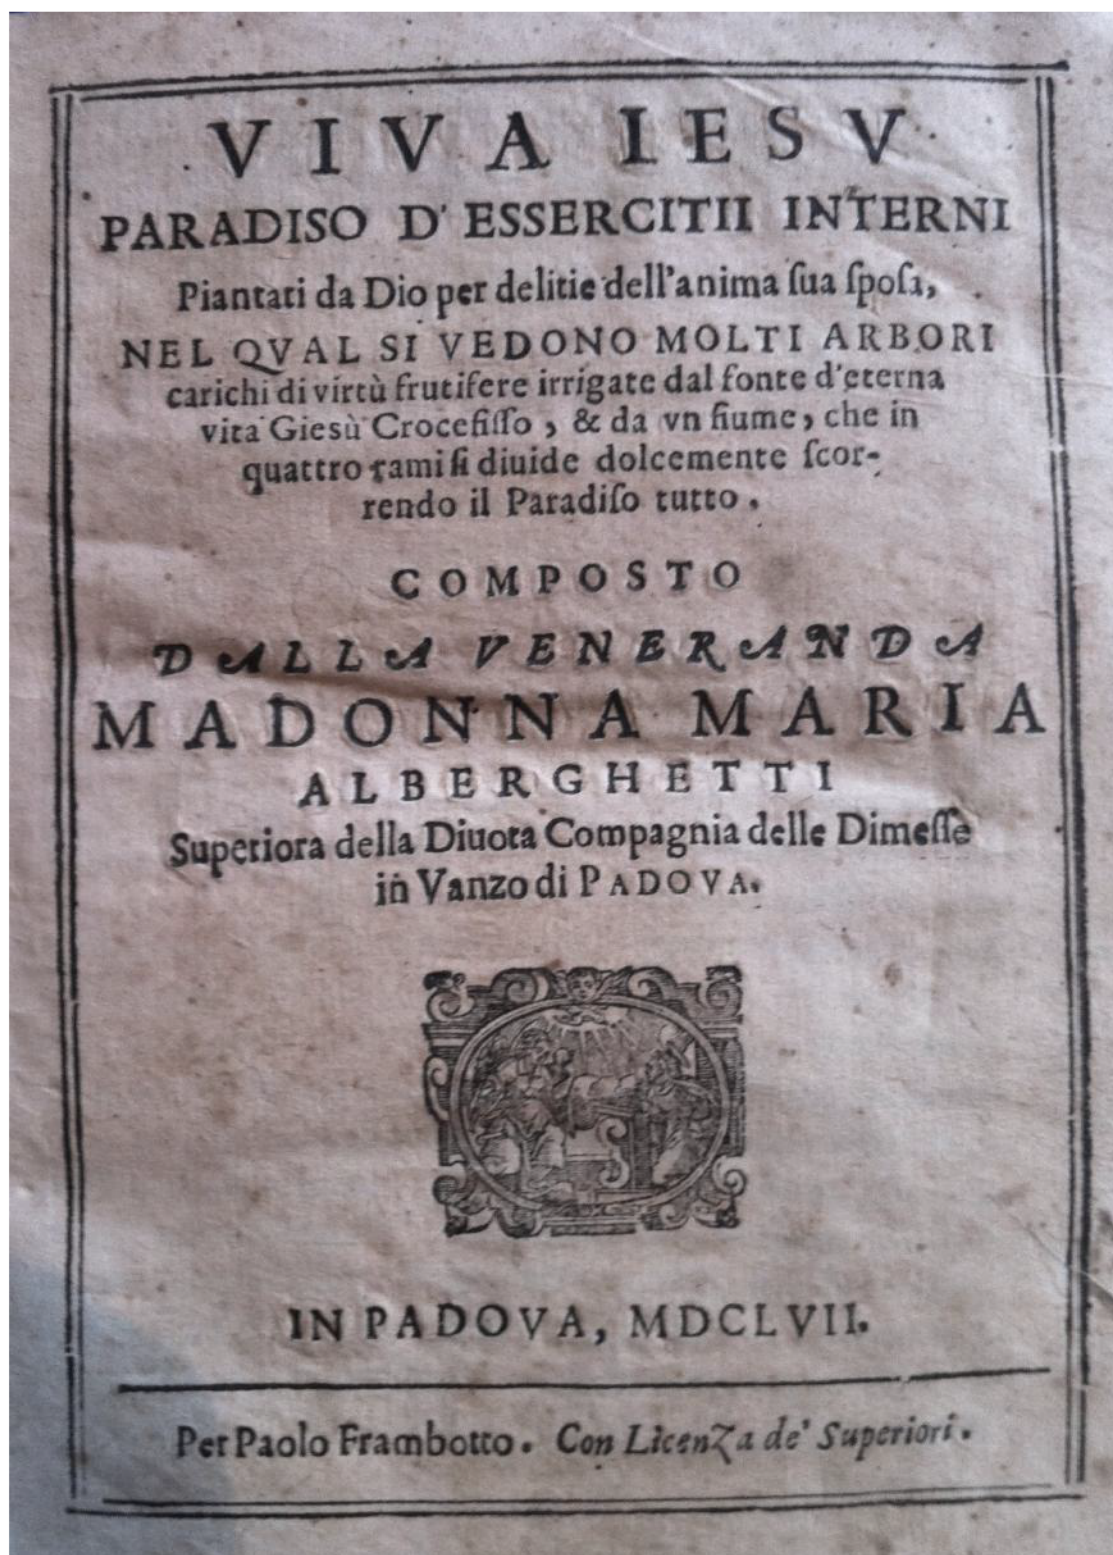 VIVA IESV
PARADISO D' ESSERCITII INTERNI
Piantati da Dio per delitie dell'anima ſua ſpoſa,
NEL QVAL SI VEDONO MOLTI ARBORI
carichi di virtù frutifere irrigate dal fonte d'eterna
vita Giesù Crocefiſſo, & da vn fiume, che in
quattro rami ſi diuide dolcemente ſcor-
rendo il Paradiſo tutto.
COMPOSTO
DALLA VENERANDA
MADONNA MARIA
ALBERGHETTI
Superiora della Diuota Compagnia delle Dimeſſe
in Vanzo di PADOVA.
IN PADOVA, MDCLVII.
Per Paolo Frambotto. Con Licenza de' Superiori.